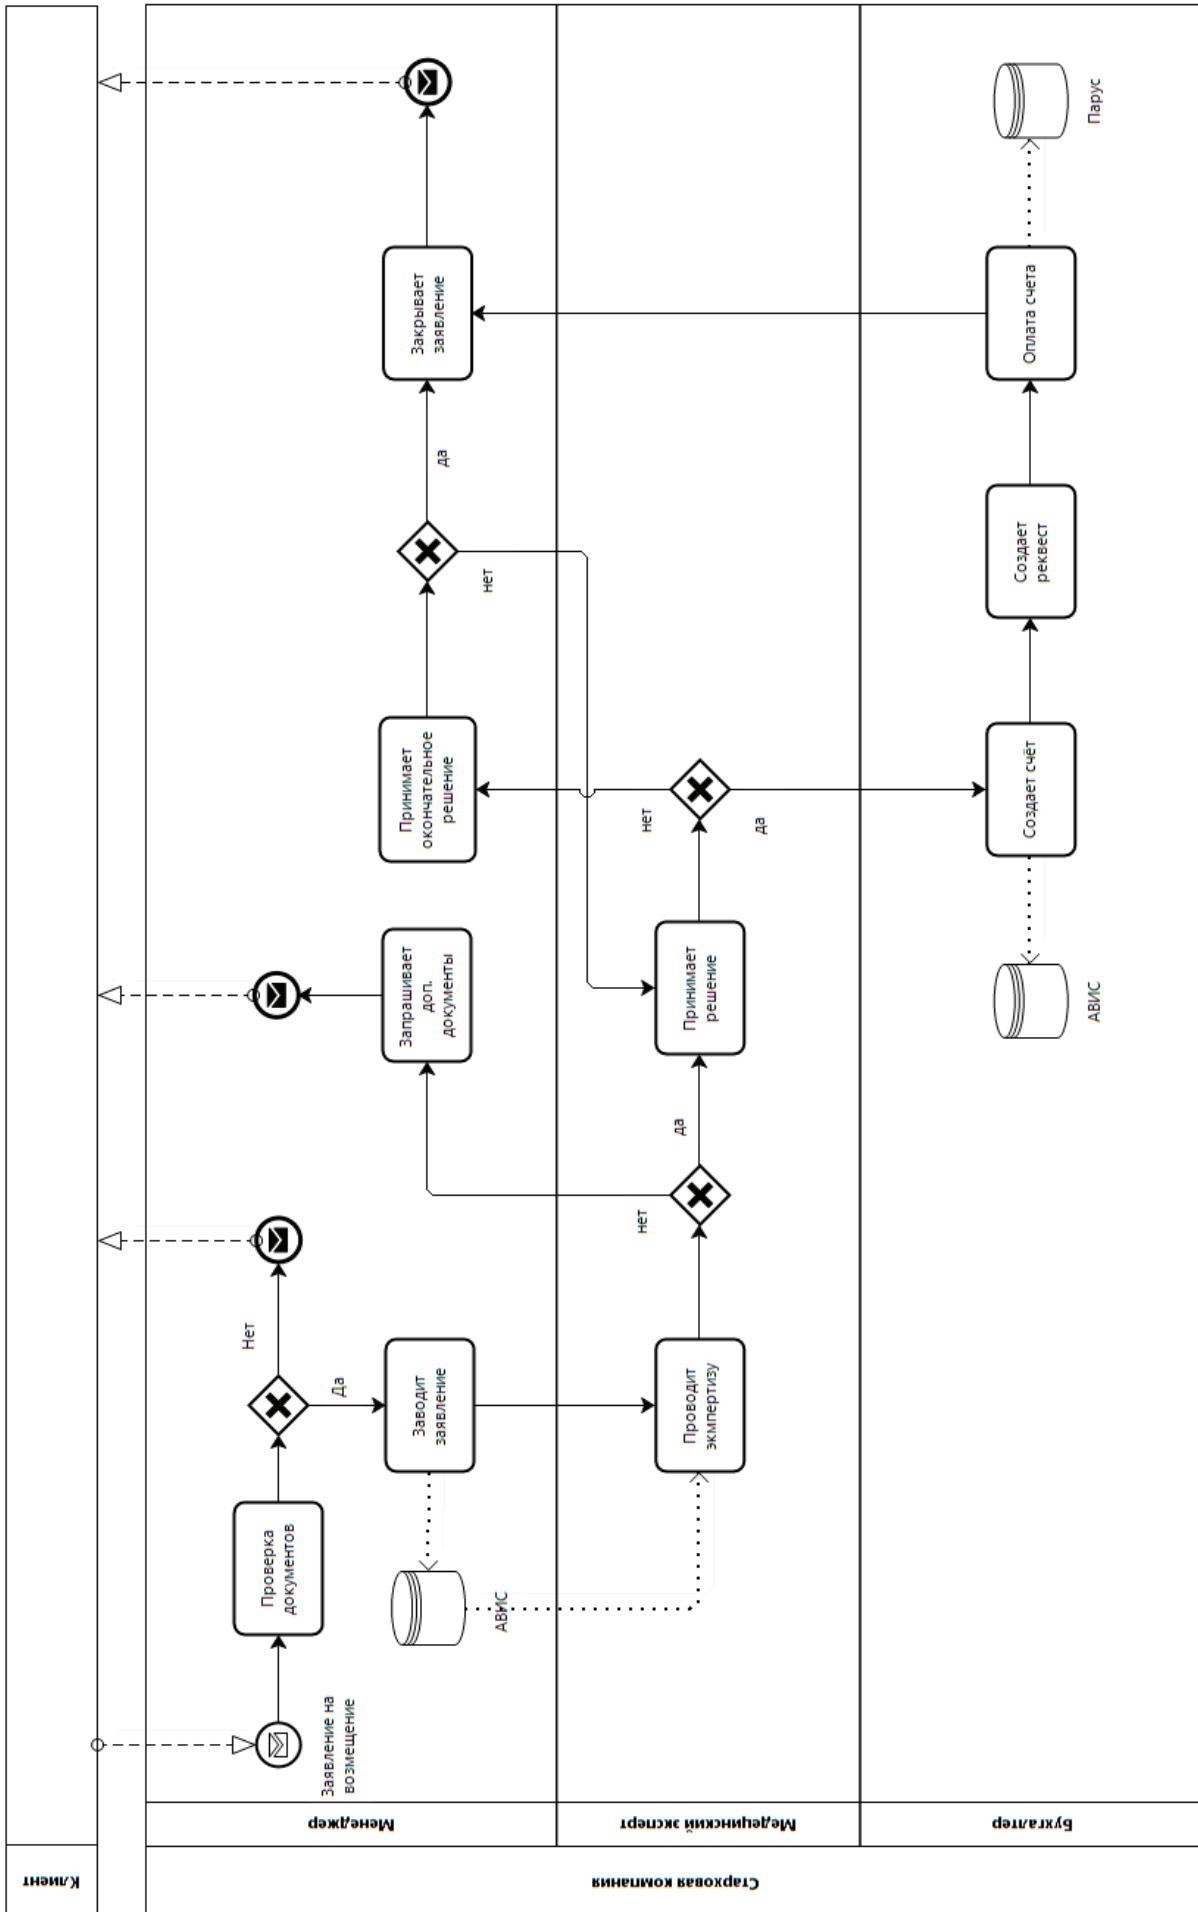 Клиент
Старховая компания
Менеджер
Медицинский эксперт
Бухгалтер
Заявление на
возмещение
Проверка
документов
Нет
Да
Заводит
заявление
АВИС
Проводит
экмпертизу
нет
да
Запрашивает
доп.
документы
Принимает
решение
нет
да
Принимает
окончательное
решение
нет
да
Закрывает
заявление
Создает счёт
АВИС
Создает
реквест
Оплата счета
Парус